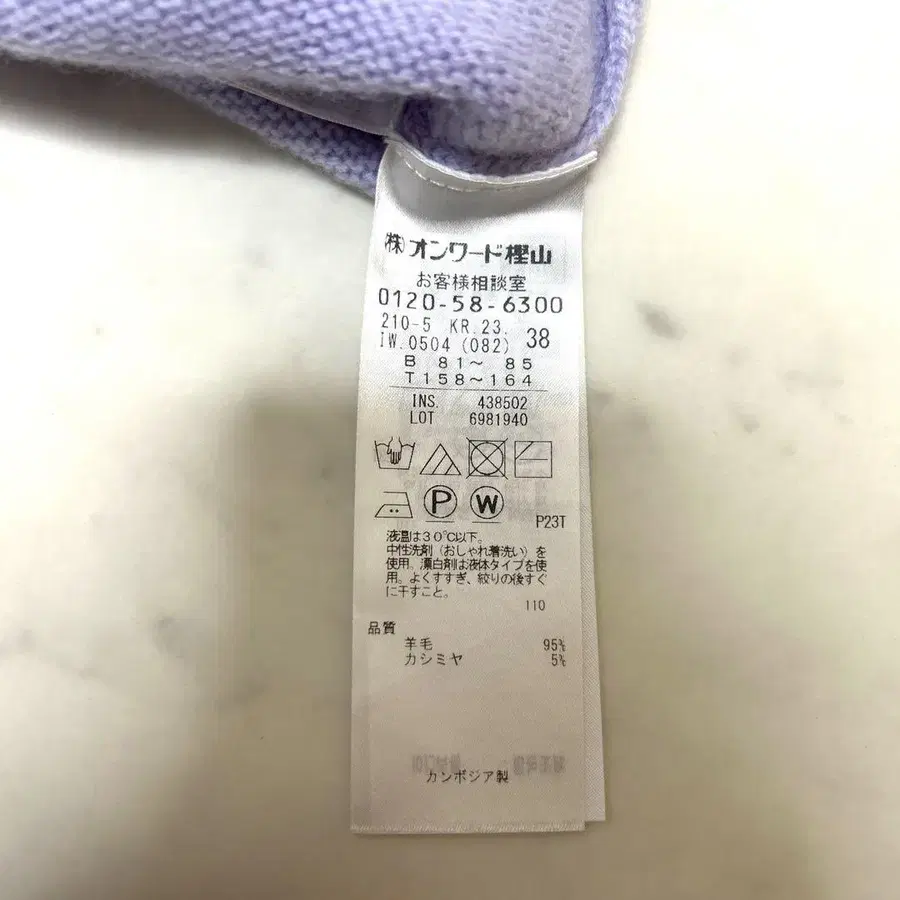 (株)オンワード樫山
お客様相談室
0120-58-6300
210-5 KR.23. 38
IW.0504 (082)
B 81~ 85
T158~164
INS. 438502
LOT 6981940
P W
P23T
液温は30℃以下。
中性洗剤(おしゃれ着洗い)を
使用。漂白剤は液体タイプを使
用。よくすすぎ、絞りの後すぐ
に干すこと。
110
品質
羊毛 95%
カシミヤ 5%
カンボジア製